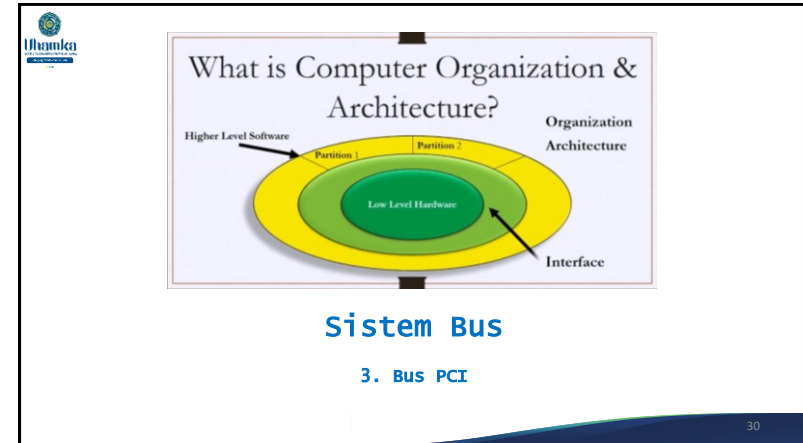 Uhamka
What is Computer Organization &
Architecture?
Organization
Architecture
Higher Level Software
Partition 1
Partition 2
Low Level Hardware
Interface
Sistem Bus
3. Bus PCI
30